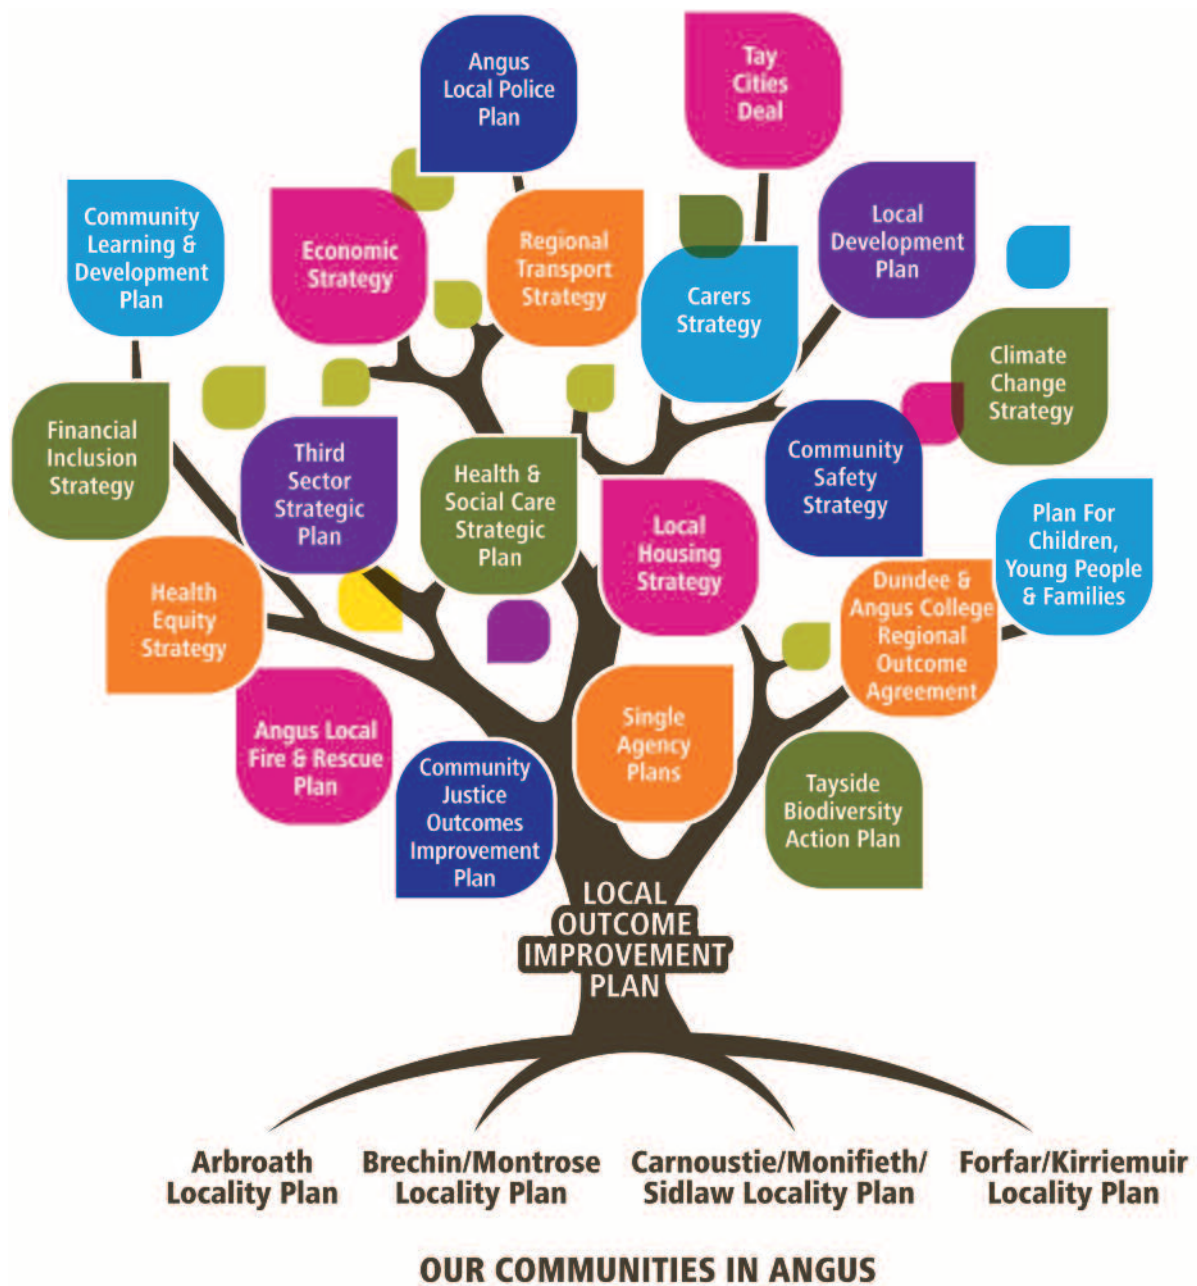 Angus
Local Police
Plan
Tay
Cities
Deal
Community
Learning &
Development
Plan
Economic
Strategy
Regional
Transport
Strategy
Carers
Strategy
Local
Development
Plan
Climate
Change
Strategy
Financial
Inclusion
Strategy
Third
Sector
Strategic
Plan
Health &
Social Care
Strategic
Plan
Local
Housing
Strategy
Community
Safety
Strategy
Plan For
Children,
Young People
& Families
Health
Equity
Strategy
Dundee &
Angus College
Regional
Outcome
Agreement
Angus Local
Fire & Rescue
Plan
Community
Justice
Outcomes
Improvement
Plan
Single
Agency
Plans
Tayside
Biodiversity
Action Plan
LOCAL
OUTCOME
IMPROVEMENT
PLAN
Arbroath
Locality Plan
Brechin/Montrose
Locality Plan
Carnoustie/Monifieth/
Sidlaw Locality Plan
Forfar/Kirriemuir
Locality Plan
OUR COMMUNITIES IN ANGUS